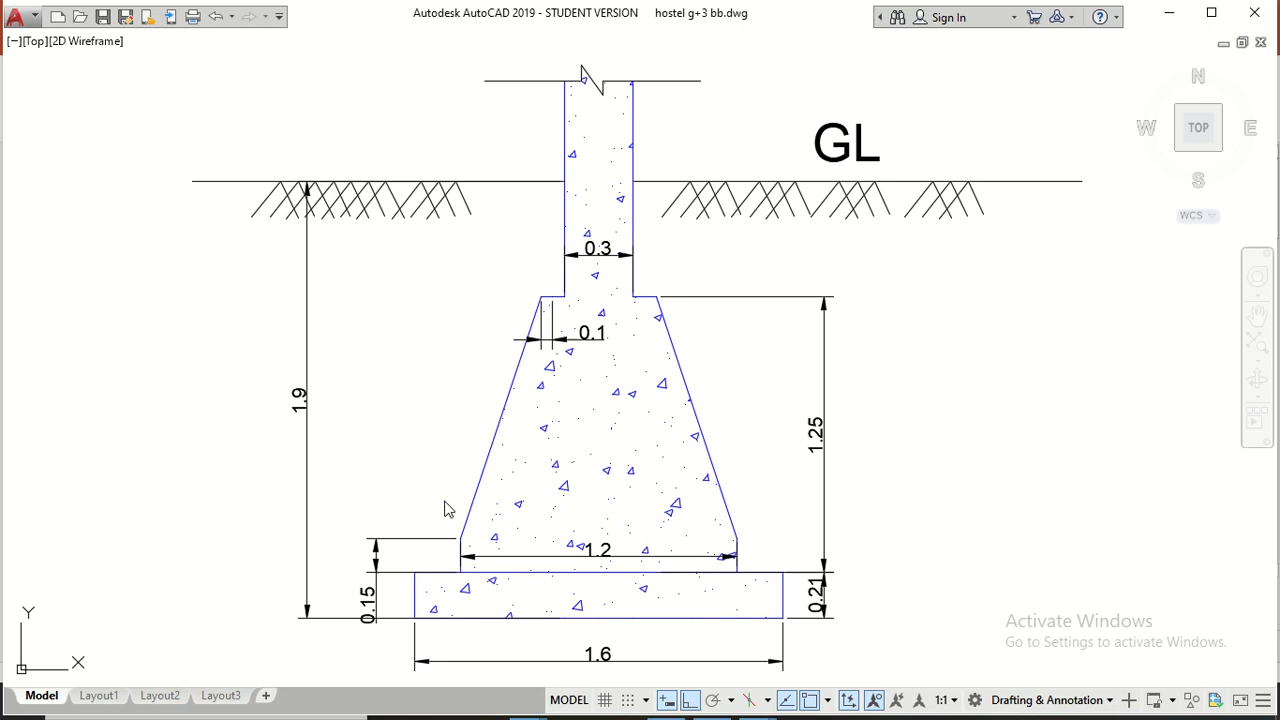 Autodesk AutoCAD 2019 - STUDENT VERSION hostel g+3 bb.dwg
Sign In
[−][Top][2D Wireframe]
N
W TOP E
S
WCS
GL
0.3
0.1
1.9
1.25
1.2
0.15
0.21
1.6
Y
X
Activate Windows
Go to Settings to activate Windows.
Model Layout1 Layout2 Layout3 +
MODEL 1:1 Drafting & Annotation